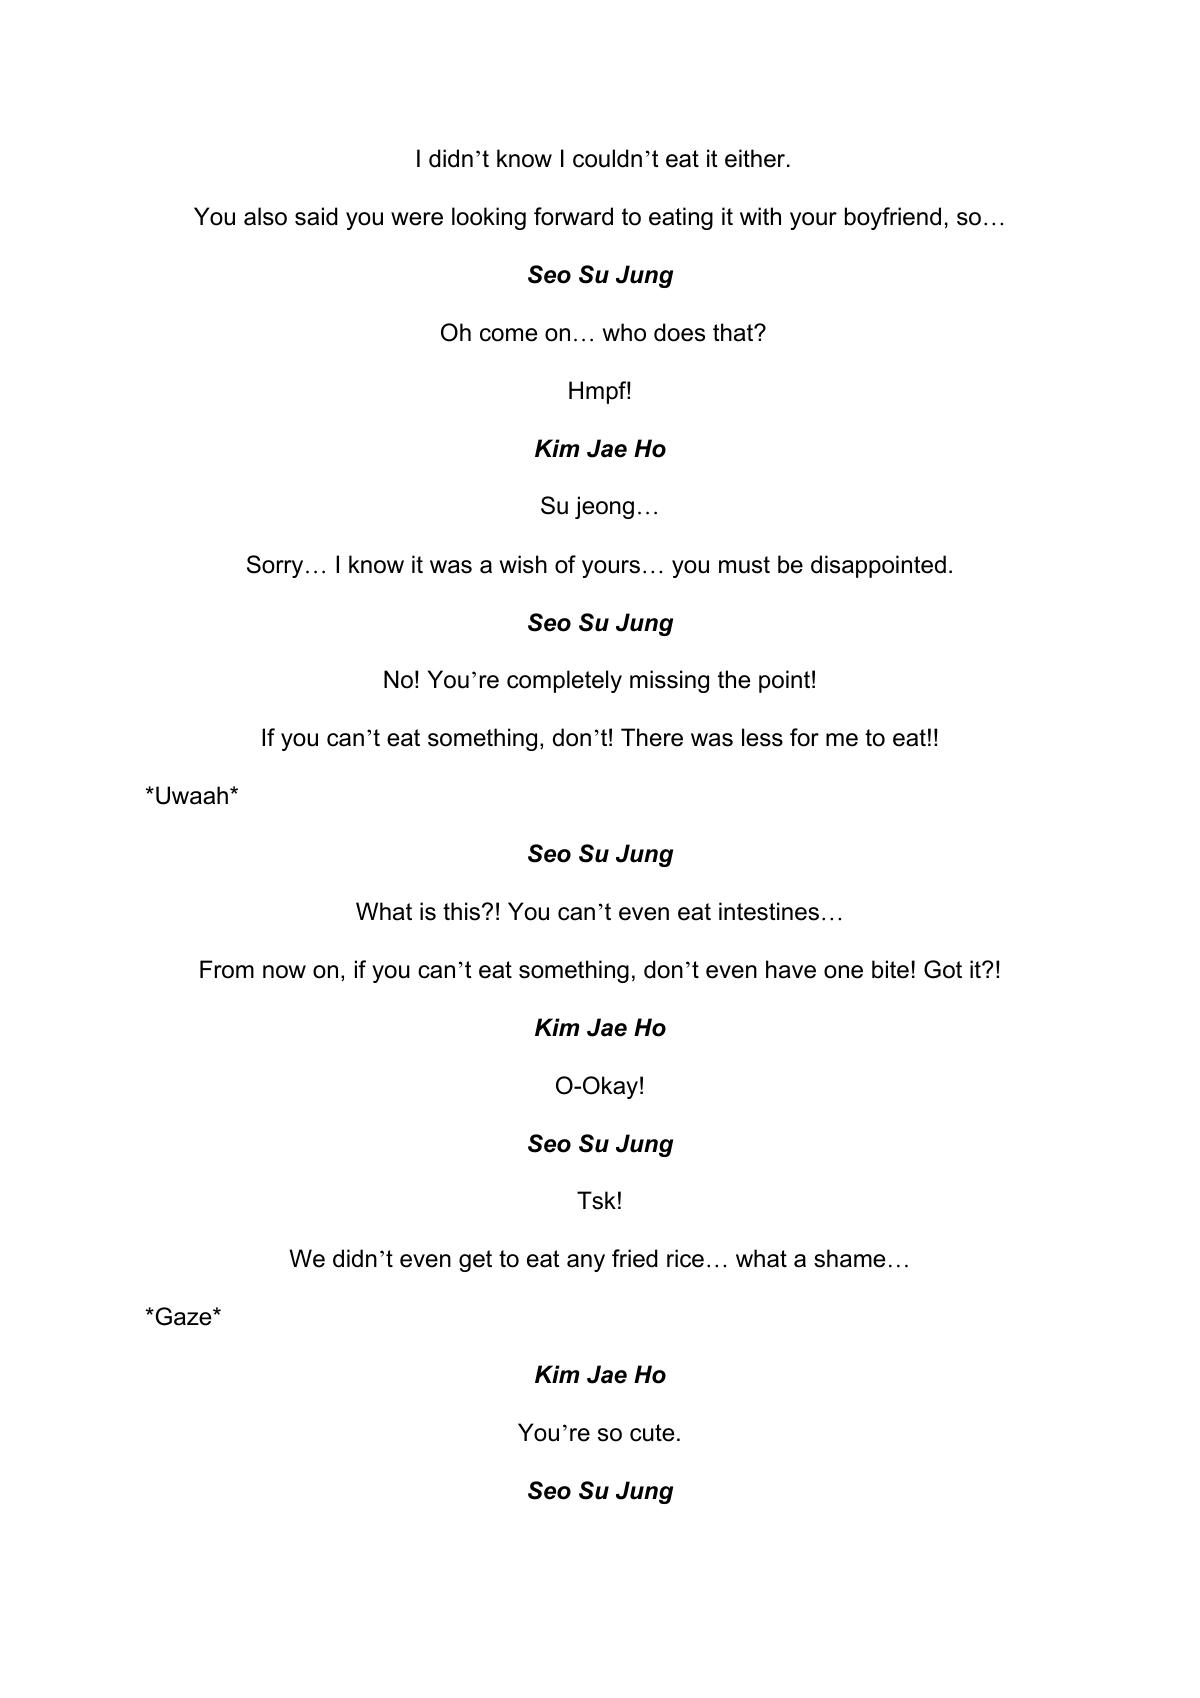 I didn’t know I couldn’t eat it either.
You also said you were looking forward to eating it with your boyfriend, so…
Seo Su Jung
Oh come on… who does that?
Hmpf!
Kim Jae Ho
Su jeong…
Sorry… I know it was a wish of yours… you must be disappointed.
Seo Su Jung
No! You’re completely missing the point!
If you can’t eat something, don’t! There was less for me to eat!!
*Uwaah*
Seo Su Jung
What is this?! You can’t even eat intestines…
From now on, if you can’t eat something, don’t even have one bite! Got it?!
Kim Jae Ho
O-Okay!
Seo Su Jung
Tsk!
We didn’t even get to eat any fried rice… what a shame…
*Gaze*
Kim Jae Ho
You’re so cute.
Seo Su Jung